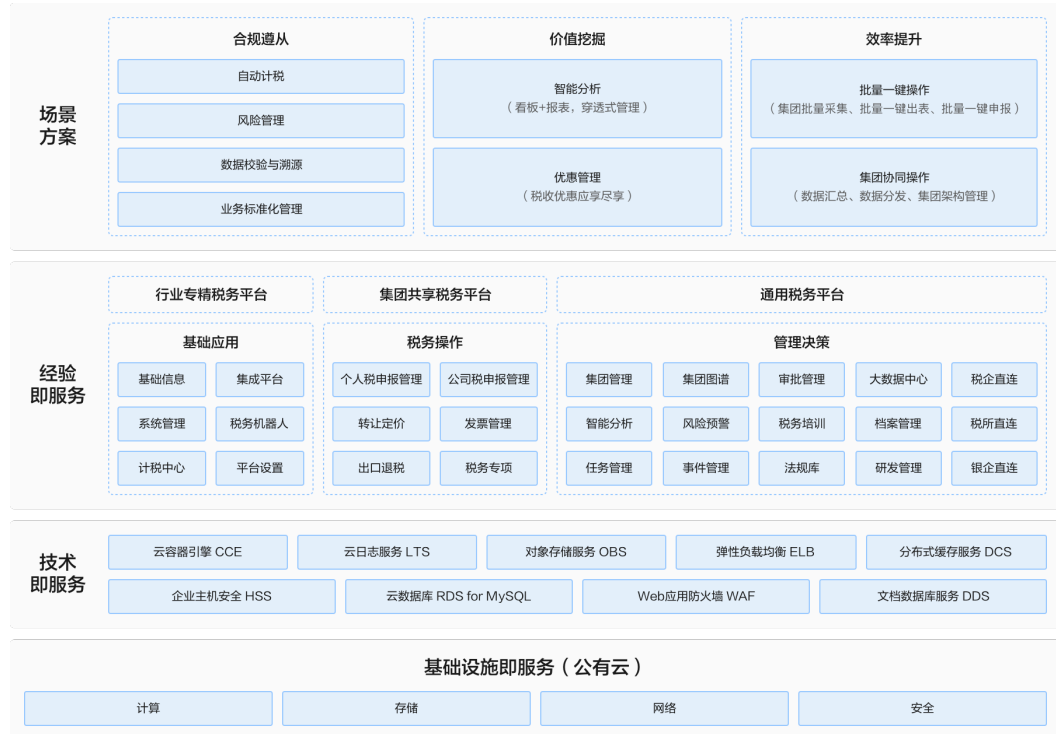 场景
方案
合规遵从
自动计税
风险管理
数据校验与溯源
业务标准化管理
价值挖掘
智能分析
（看板+报表，穿透式管理）
优惠管理
（税收优惠应享尽享）
效率提升
批量一键操作
（集团批量采集、批量一键出表、批量一键申报）
集团协同操作
（数据汇总、数据分发、集团架构管理）
经验
即服务
行业专精税务平台
集团共享税务平台
通用税务平台
基础应用
基础信息
集成平台
系统管理
税务机器人
计税中心
平台设置
税务操作
个人税申报管理
公司税申报管理
转让定价
发票管理
出口退税
税务专项
管理决策
集团管理
集团图谱
审批管理
大数据中心
税企直连
智能分析
风险预警
税务培训
档案管理
税所直连
任务管理
事件管理
法规库
研发管理
银企直连
技术
即服务
云容器引擎 CCE
云日志服务 LTS
对象存储服务 OBS
弹性负载均衡 ELB
分布式缓存服务 DCS
企业主机安全 HSS
云数据库 RDS for MySQL
Web应用防火墙 WAF
文档数据库服务 DDS
基础设施即服务（公有云）
计算
存储
网络
安全